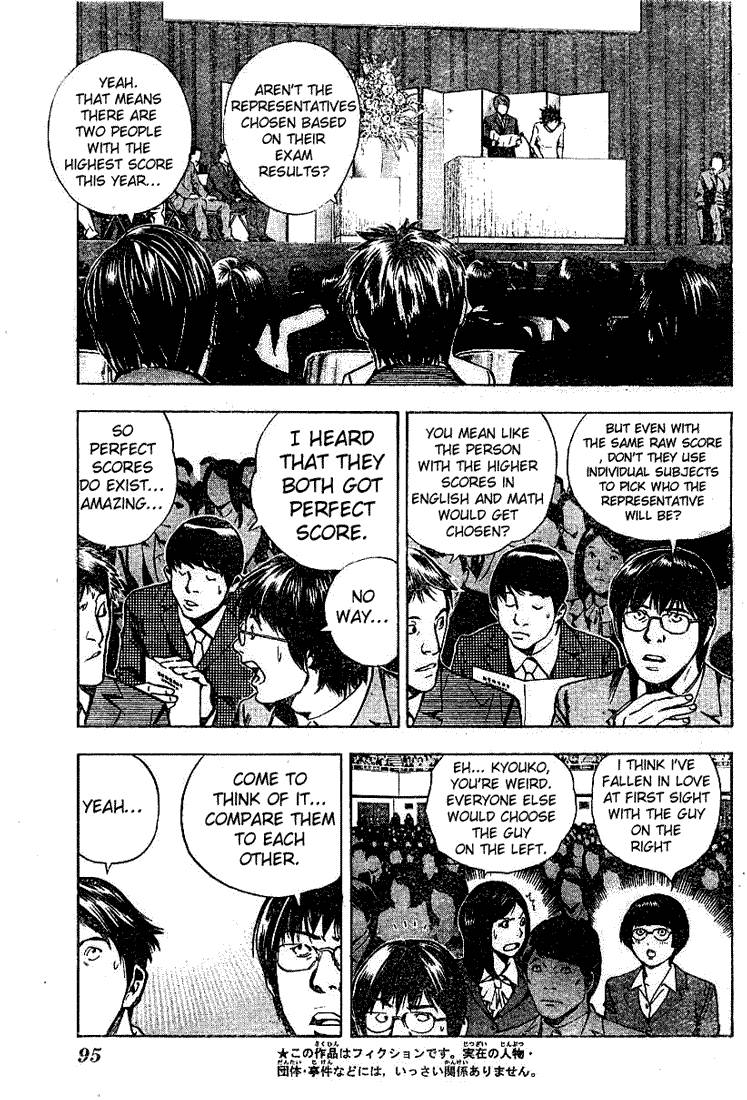 AREN'T THE
REPRESENTATIVES
CHOSEN BASED
ON THEIR
EXAM
RESULTS?
YEAH.
THAT MEANS
THERE ARE
TWO PEOPLE
WITH THE
HIGHEST SCORE
THIS YEAR...
BUT EVEN WITH
THE SAME RAW SCORE
, DON'T THEY USE
INDIVIDUAL SUBJECTS
TO PICK WHO THE
REPRESENTATIVE
WILL BE?
YOU MEAN LIKE
THE PERSON
WITH THE HIGHER
SCORES IN
ENGLISH AND MATH
WOULD GET
CHOSEN?
I HEARD
THAT THEY
BOTH GOT
PERFECT
SCORE.
NO
WAY...
SO
PERFECT
SCORES
DO EXIST...
AMAZING...
I THINK I'VE
FALLEN IN LOVE
AT FIRST SIGHT
WITH THE GUY
ON THE
RIGHT
EH... KYOUKO,
YOU'RE WEIRD.
EVERYONE ELSE
WOULD CHOOSE
THE GUY
ON THE LEFT.
COME TO
THINK OF IT...
COMPARE THEM
TO EACH
OTHER.
YEAH...
95
★この作品はフィクションです。実在の人物・
団体・事件などには、いっさい関係ありません。